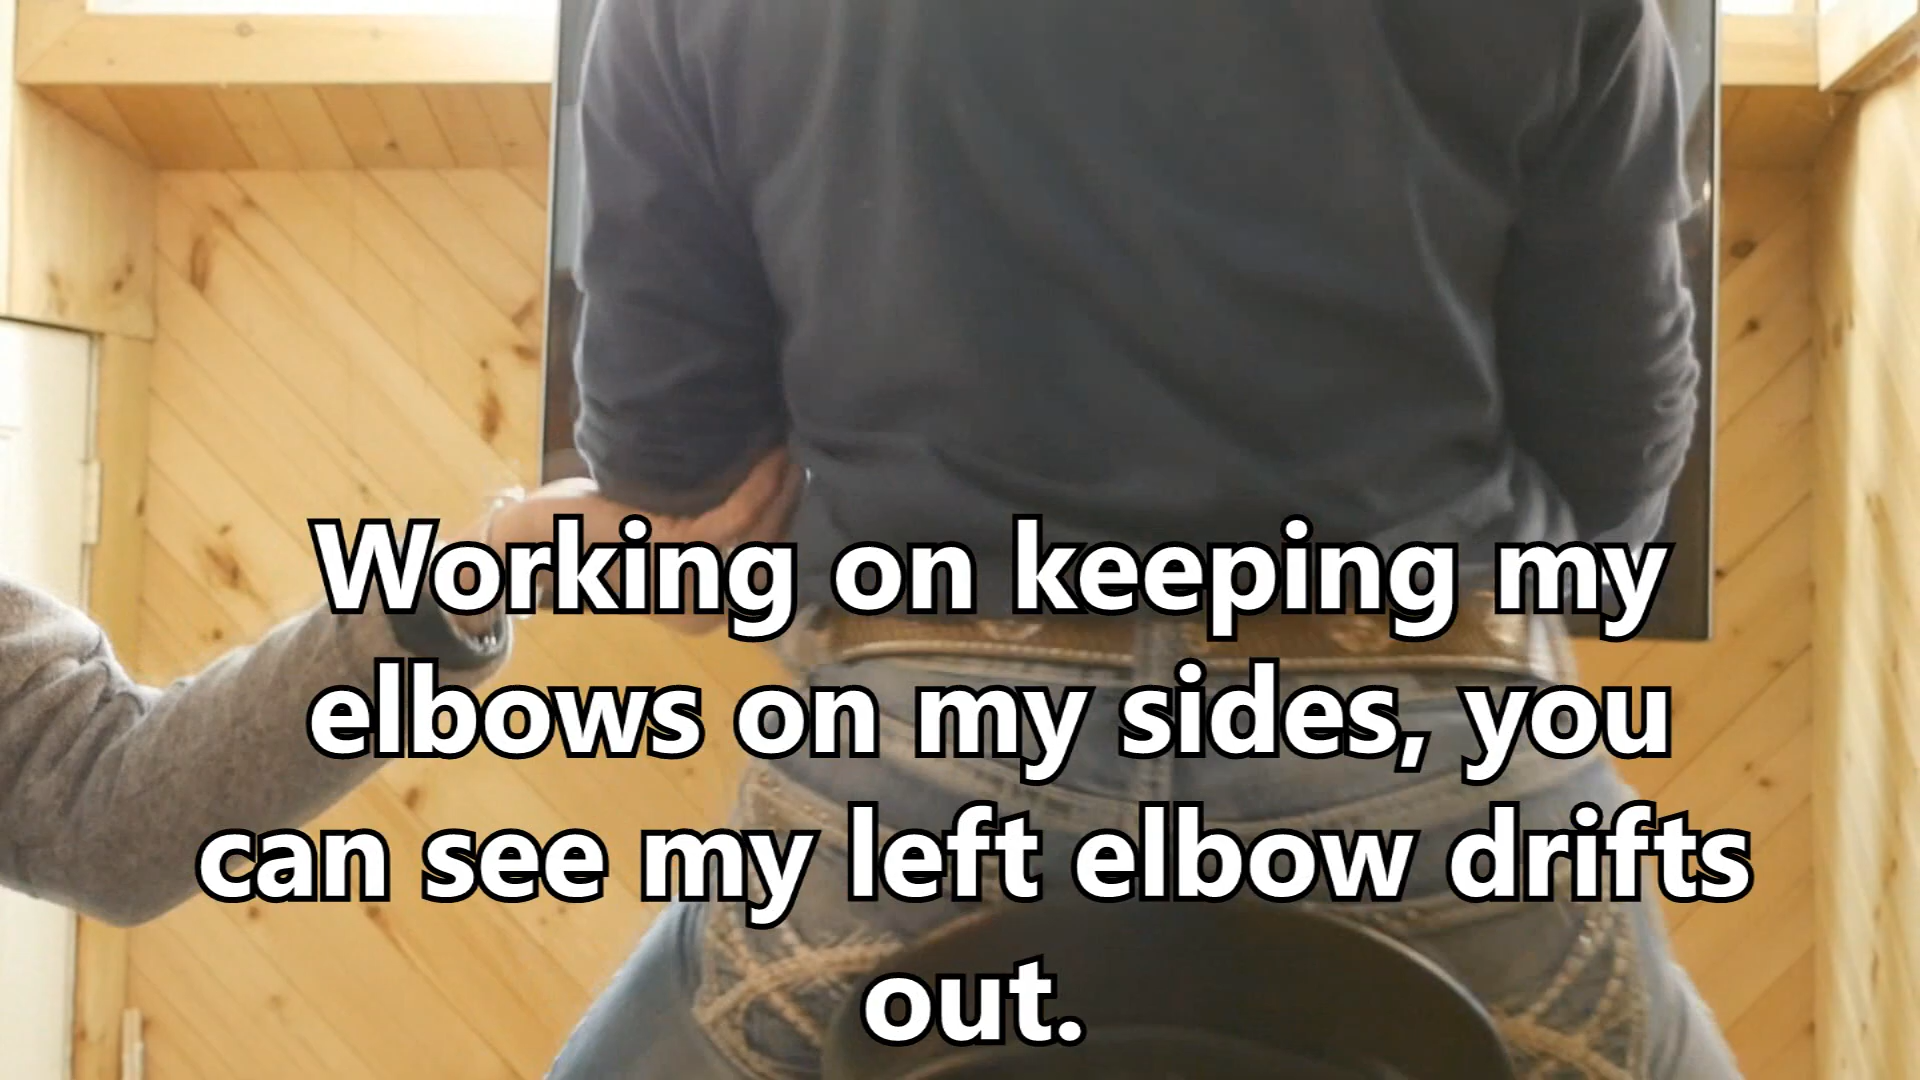 Working on keeping my
elbows on my sides, you
can see my left elbow drifts
out.